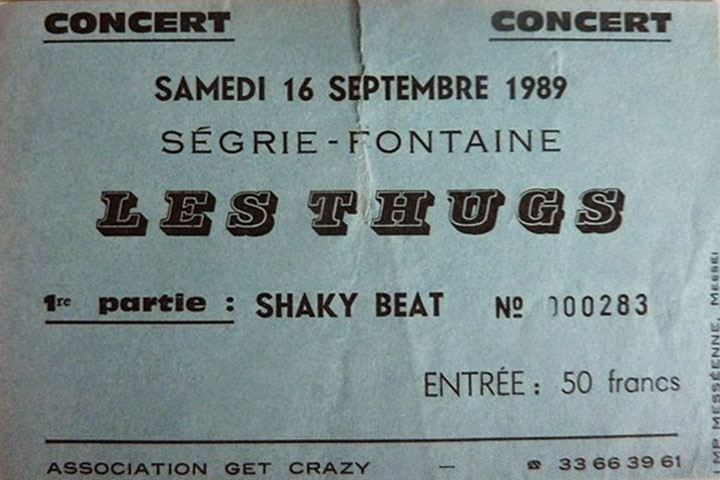 CONCERT CONCERT
SAMEDI 16 SEPTEMBRE 1989
SÉGRIE-FONTAINE
LES THUGS
1re partie : SHAKY BEAT Nº 000283
ENTRÉE : 50 francs
ASSOCIATION GET CRAZY — ☎ 33 66 39 61
IMP. MESSÉENNE, MESSEI